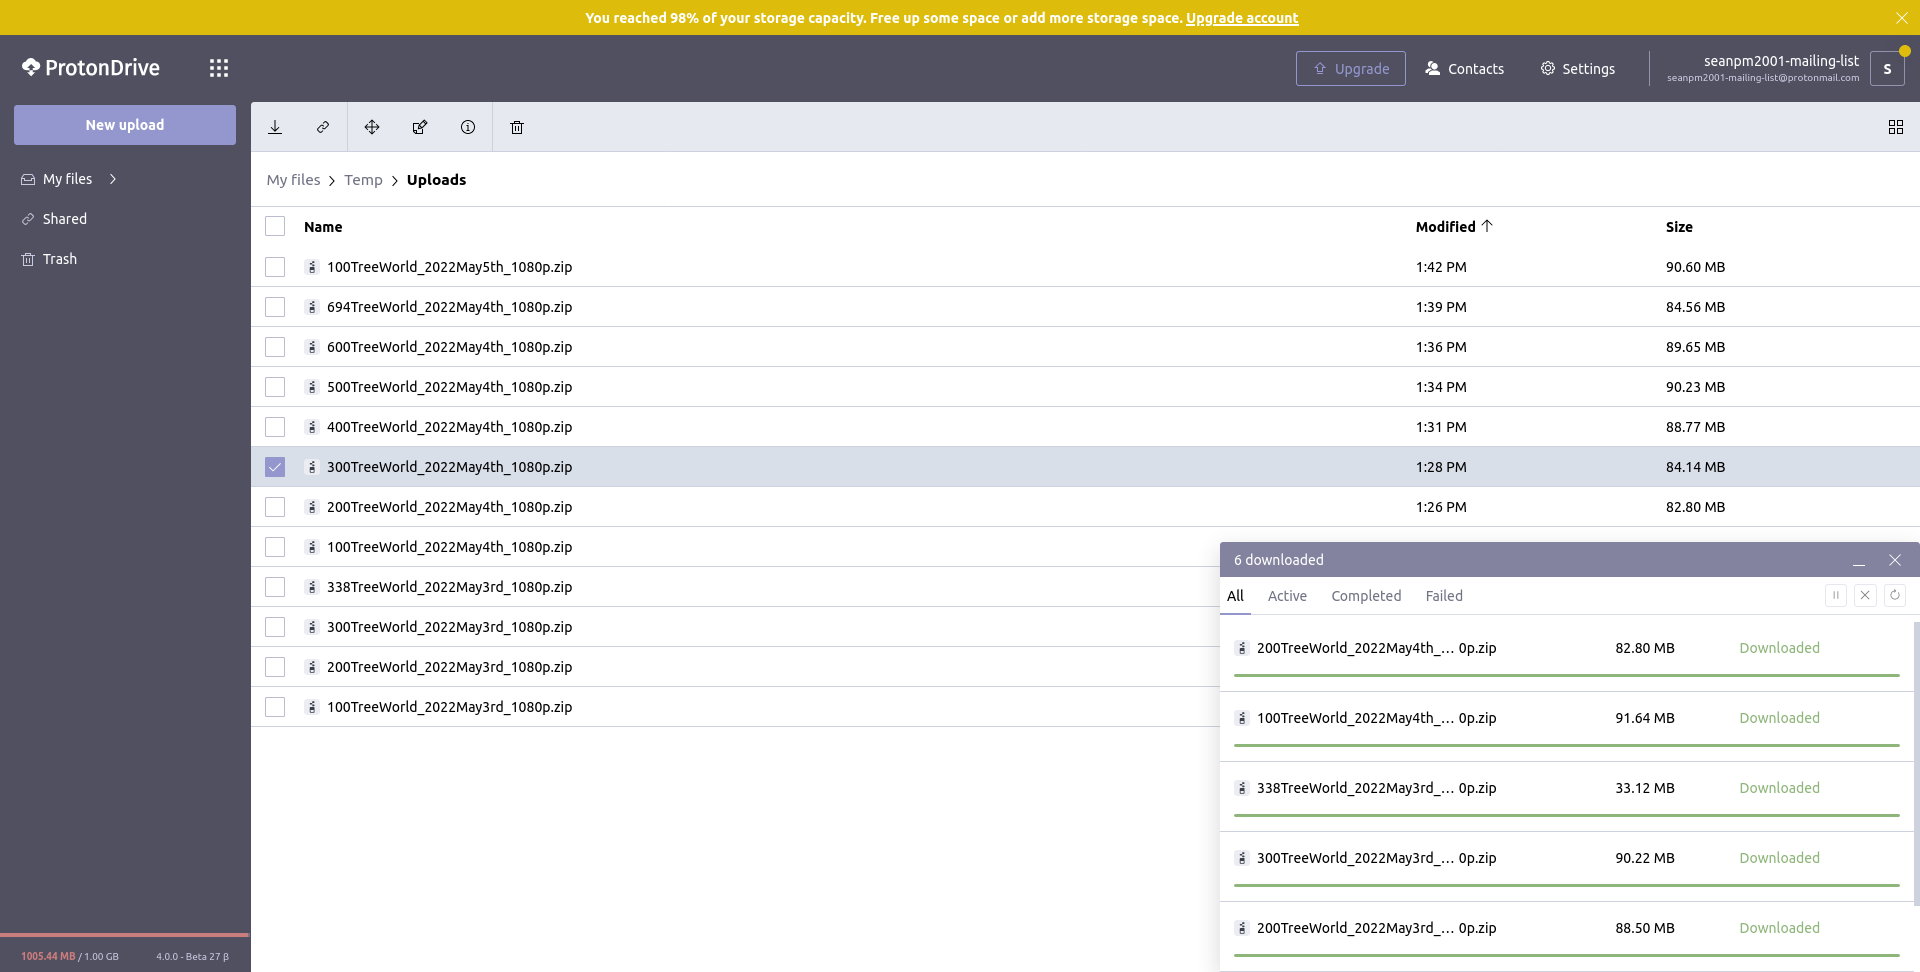 You reached 98% of your storage capacity. Free up some space or add more storage space. Upgrade account
ProtonDrive
Upgrade
Contacts
Settings
seanpm2001-mailing-list
seanpm2001-mailing-list@protonmail.com
S
New upload
My files
Shared
Trash
My files > Temp > Uploads
Name Modified Size
100TreeWorld_2022May5th_1080p.zip 1:42 PM 90.60 MB
694TreeWorld_2022May4th_1080p.zip 1:39 PM 84.56 MB
600TreeWorld_2022May4th_1080p.zip 1:36 PM 89.65 MB
500TreeWorld_2022May4th_1080p.zip 1:34 PM 90.23 MB
400TreeWorld_2022May4th_1080p.zip 1:31 PM 88.77 MB
300TreeWorld_2022May4th_1080p.zip 1:28 PM 84.14 MB
200TreeWorld_2022May4th_1080p.zip 1:26 PM 82.80 MB
100TreeWorld_2022May4th_1080p.zip
338TreeWorld_2022May3rd_1080p.zip
300TreeWorld_2022May3rd_1080p.zip
200TreeWorld_2022May3rd_1080p.zip
100TreeWorld_2022May3rd_1080p.zip
6 downloaded
All Active Completed Failed
200TreeWorld_2022May4th_... 0p.zip 82.80 MB Downloaded
100TreeWorld_2022May4th_... 0p.zip 91.64 MB Downloaded
338TreeWorld_2022May3rd_... 0p.zip 33.12 MB Downloaded
300TreeWorld_2022May3rd_... 0p.zip 90.22 MB Downloaded
200TreeWorld_2022May3rd_... 0p.zip 88.50 MB Downloaded
1005.44 MB / 1.00 GB 4.0.0 - Beta 27 β